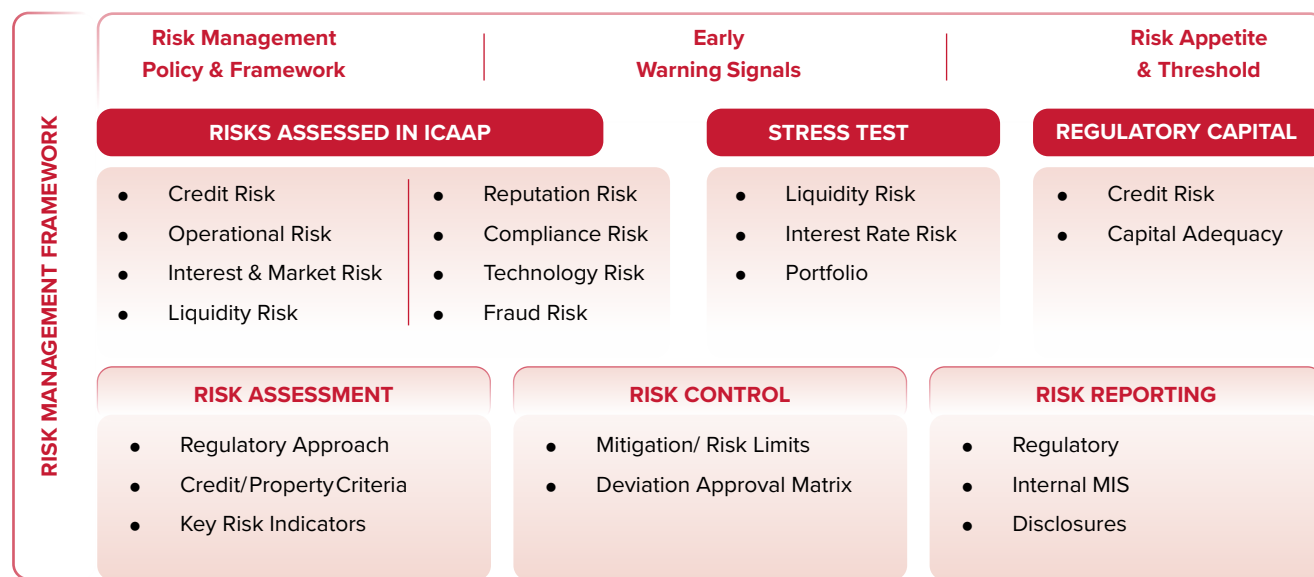 RISK MANAGEMENT FRAMEWORK
Risk Management
Policy & Framework
Early
Warning Signals
Risk Appetite
& Threshold
RISKS ASSESSED IN ICAAP
● Credit Risk
● Operational Risk
● Interest & Market Risk
● Liquidity Risk
● Reputation Risk
● Compliance Risk
● Technology Risk
● Fraud Risk
STRESS TEST
● Liquidity Risk
● Interest Rate Risk
● Portfolio
REGULATORY CAPITAL
● Credit Risk
● Capital Adequacy
RISK ASSESSMENT
● Regulatory Approach
● Credit/Property Criteria
● Key Risk Indicators
RISK CONTROL
● Mitigation/ Risk Limits
● Deviation Approval Matrix
RISK REPORTING
● Regulatory
● Internal MIS
● Disclosures